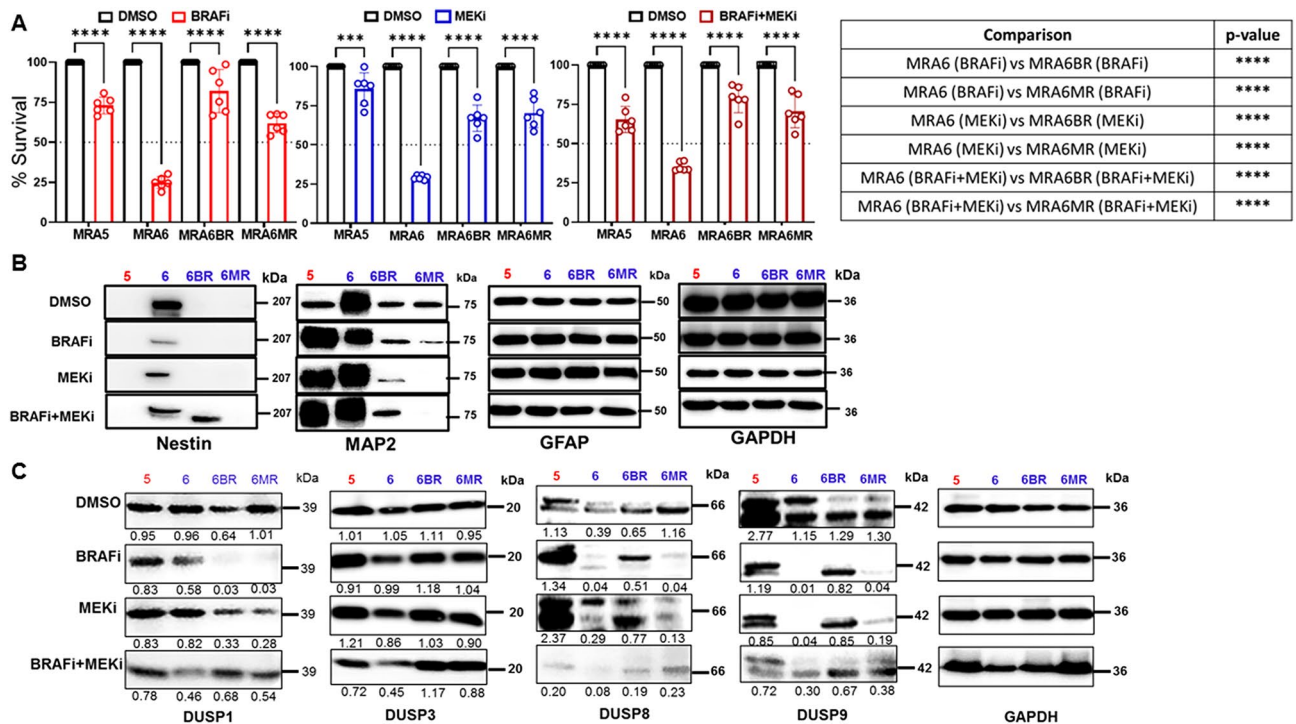 A
DMSO BRAFi
DMSO MEKi
DMSO BRAFi+MEKi
**** **** **** ****
*** **** **** ****
**** **** **** ****
% Survival
100
75
50
25
0
MRA5 MRA6 MRA6BR MRA6MR
100
75
50
25
0
MRA5 MRA6 MRA6BR MRA6MR
100
75
50
25
0
MRA5 MRA6 MRA6BR MRA6MR
Comparison p-value
MRA6 (BRAFi) vs MRA6BR (BRAFi) ****
MRA6 (BRAFi) vs MRA6MR (BRAFi) ****
MRA6 (MEKi) vs MRA6BR (MEKi) ****
MRA6 (MEKi) vs MRA6MR (MEKi) ****
MRA6 (BRAFi+MEKi) vs MRA6BR (BRAFi+MEKi) ****
MRA6 (BRAFi+MEKi) vs MRA6MR (BRAFi+MEKi) ****
B
5 6 6BR 6MR kDa 5 6 6BR 6MR kDa 5 6 6BR 6MR kDa 5 6 6BR 6MR kDa
DMSO 207 75 50 36
BRAFi 207 75 50 36
MEKi 207 75 50 36
BRAFi+MEKi 207 75 50 36
Nestin MAP2 GFAP GAPDH
C
5 6 6BR 6MR kDa 5 6 6BR 6MR kDa 5 6 6BR 6MR kDa 5 6 6BR 6MR kDa 5 6 6BR 6MR kDa
DMSO 39 20 66 42 36
0.95 0.96 0.64 1.01 1.01 1.05 1.11 0.95 1.13 0.39 0.65 1.16 2.77 1.15 1.29 1.30
BRAFi 39 20 66 42 36
0.83 0.58 0.03 0.03 0.91 0.99 1.18 1.04 1.34 0.04 0.51 0.04 1.19 0.01 0.82 0.04
MEKi 39 20 66 42 36
0.83 0.82 0.33 0.28 1.21 0.86 1.03 0.90 2.37 0.29 0.77 0.13 0.85 0.04 0.85 0.19
BRAFi+MEKi 39 20 66 42 36
0.78 0.46 0.68 0.54 0.72 0.45 1.17 0.88 0.20 0.08 0.19 0.23 0.72 0.30 0.67 0.38
DUSP1 DUSP3 DUSP8 DUSP9 GAPDH